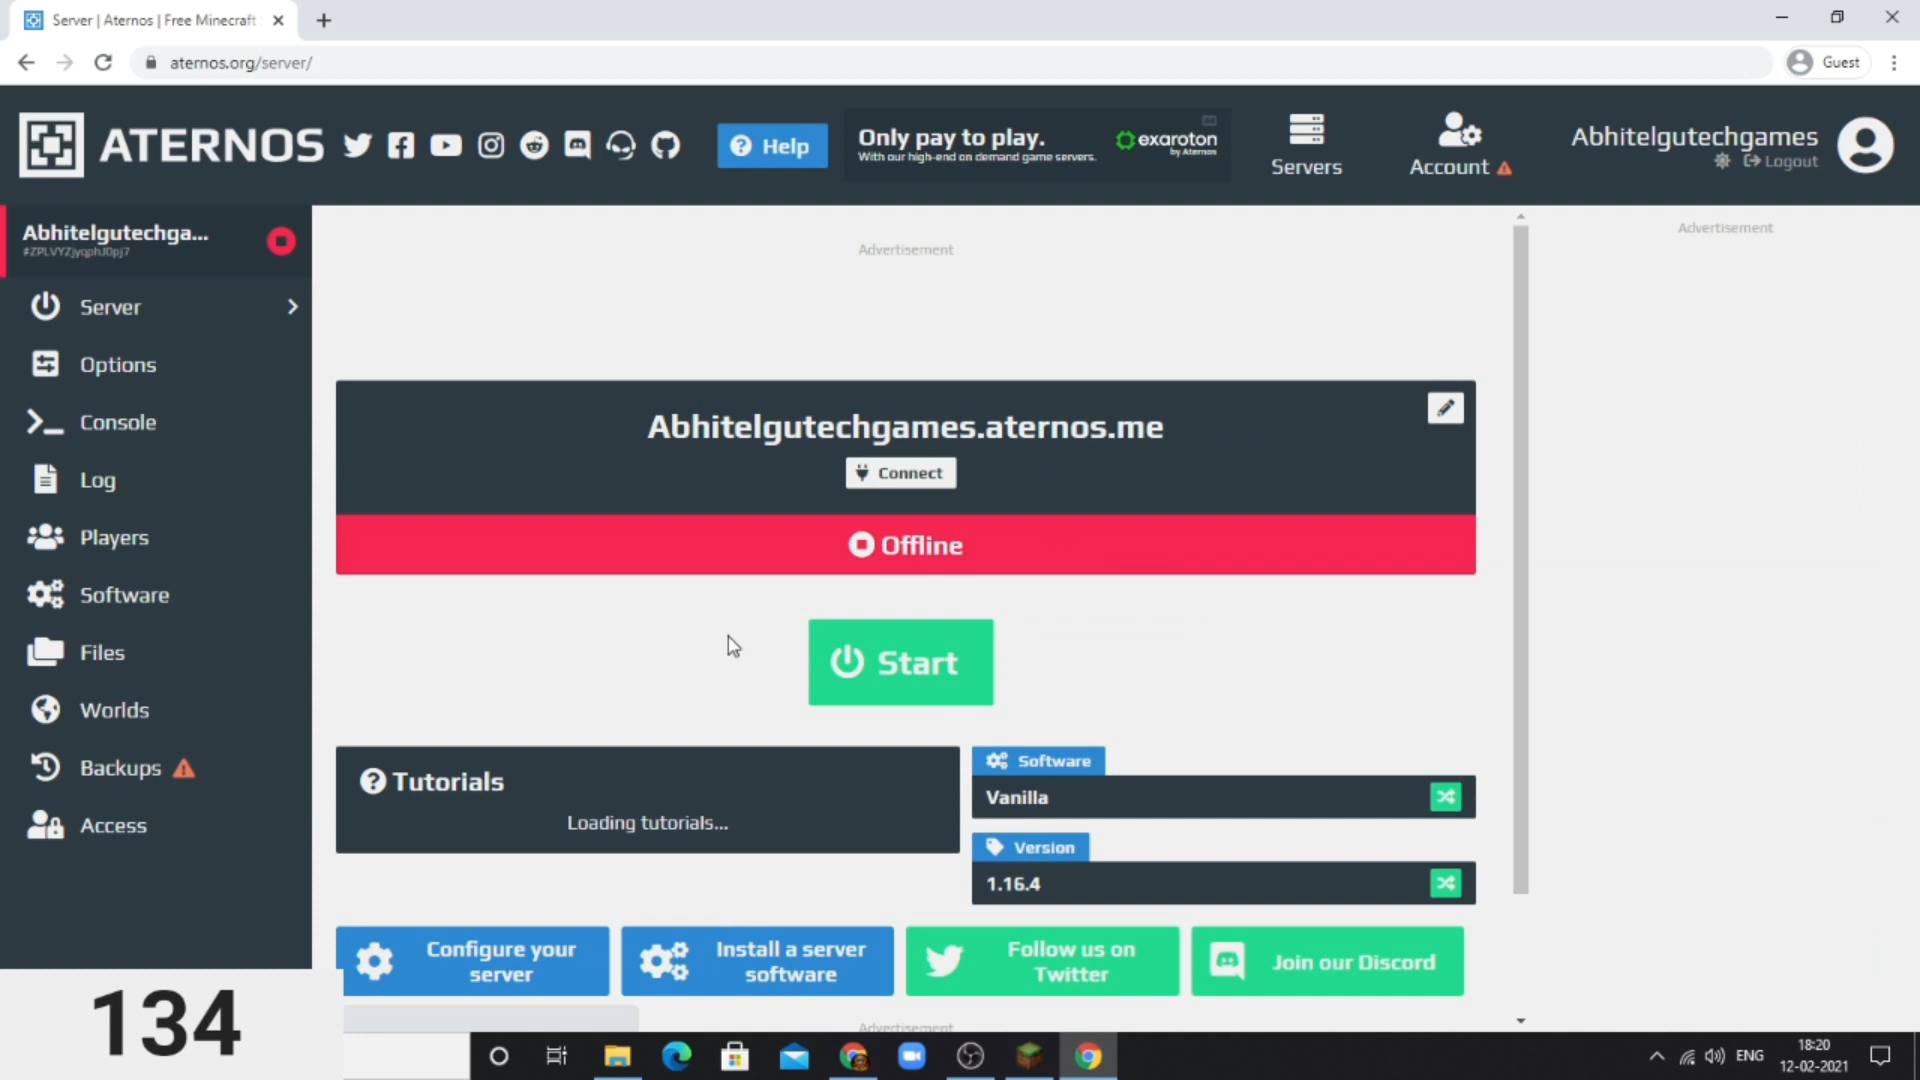 Server | Aternos | Free Minecraft
aternos.org/server/
Guest
ATERNOS
Help
Only pay to play.
With our high-end on demand game servers.
exaroton
by Aternos
Servers
Account
Abhitelgutechgames
Logout
Abhitelgutechga...
Server
Options
Console
Log
Players
Software
Files
Worlds
Backups
Access
Advertisement
Advertisement
Abhitelgutechgames.aternos.me
Connect
Offline
Start
Tutorials
Loading tutorials...
Software
Vanilla
Version
1.16.4
Configure your
server
Install a server
software
Follow us on
Twitter
Join our Discord
Advertisement
134
ENG
18:20
12-02-2021